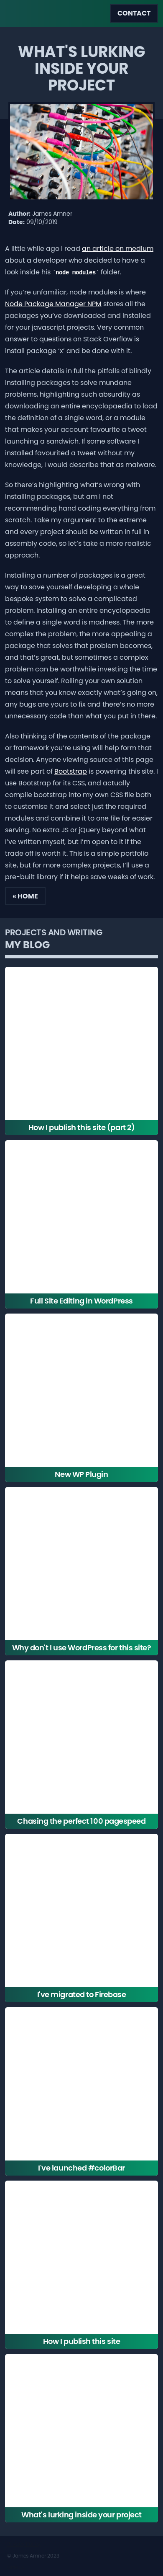 CONTACT
WHAT'S LURKING
INSIDE YOUR
PROJECT
Author: James Amner
Date: 09/10/2019
A little while ago I read an article on medium
about a developer who decided to have a
look inside his `node_modules` folder.
If you're unfamiliar, node modules is where
Node Package Manager NPM stores all the
packages you've downloaded and installed
for your javascript projects. Very common
answer to questions on Stack Overflow is
install package 'x' and be done with it.
The article details in full the pitfalls of blindly
installing packages to solve mundane
problems, highlighting such absurdity as
downloading an entire encyclopaedia to load
the definition of a single word, or a module
that makes your account favourite a tweet
launching a sandwich. If some software I
installed favourited a tweet without my
knowledge, I would describe that as malware.
So there's highlighting what's wrong with
installing packages, but am I not
recommending hand coding everything from
scratch. Take my argument to the extreme
and every project should be written in full in
assembly code, so let's take a more realistic
approach.
Installing a number of packages is a great
way to save yourself developing a whole
bespoke system to solve a complicated
problem. Installing an entire encyclopaedia
to define a single word is madness. The more
complex the problem, the more appealing a
package that solves that problem becomes,
and that's great, but sometimes a complex
problem can be worthwhile investing the time
to solve yourself. Rolling your own solution
means that you know exactly what's going on,
any bugs are yours to fix and there's no more
unnecessary code than what you put in there.
Also thinking of the contents of the package
or framework you're using will help form that
decision. Anyone viewing source of this page
will see part of Bootstrap is powering this site. I
use Bootstrap for its CSS, and actually
compile bootstrap into my own CSS file both
to customise it and select just the required
modules and combine it to one file for easier
serving. No extra JS or jQuery beyond what
I've written myself, but I'm open to it if the
trade off is worth it. This is a simple portfolio
site, but for more complex projects, I'll use a
pre-built library if it helps save weeks of work.
« HOME
PROJECTS AND WRITING
MY BLOG
How I publish this site (part 2)
Full Site Editing in WordPress
New WP Plugin
Why don't I use WordPress for this site?
Chasing the perfect 100 pagespeed
I've migrated to Firebase
I've launched #colorBar
How I publish this site
What's lurking inside your project